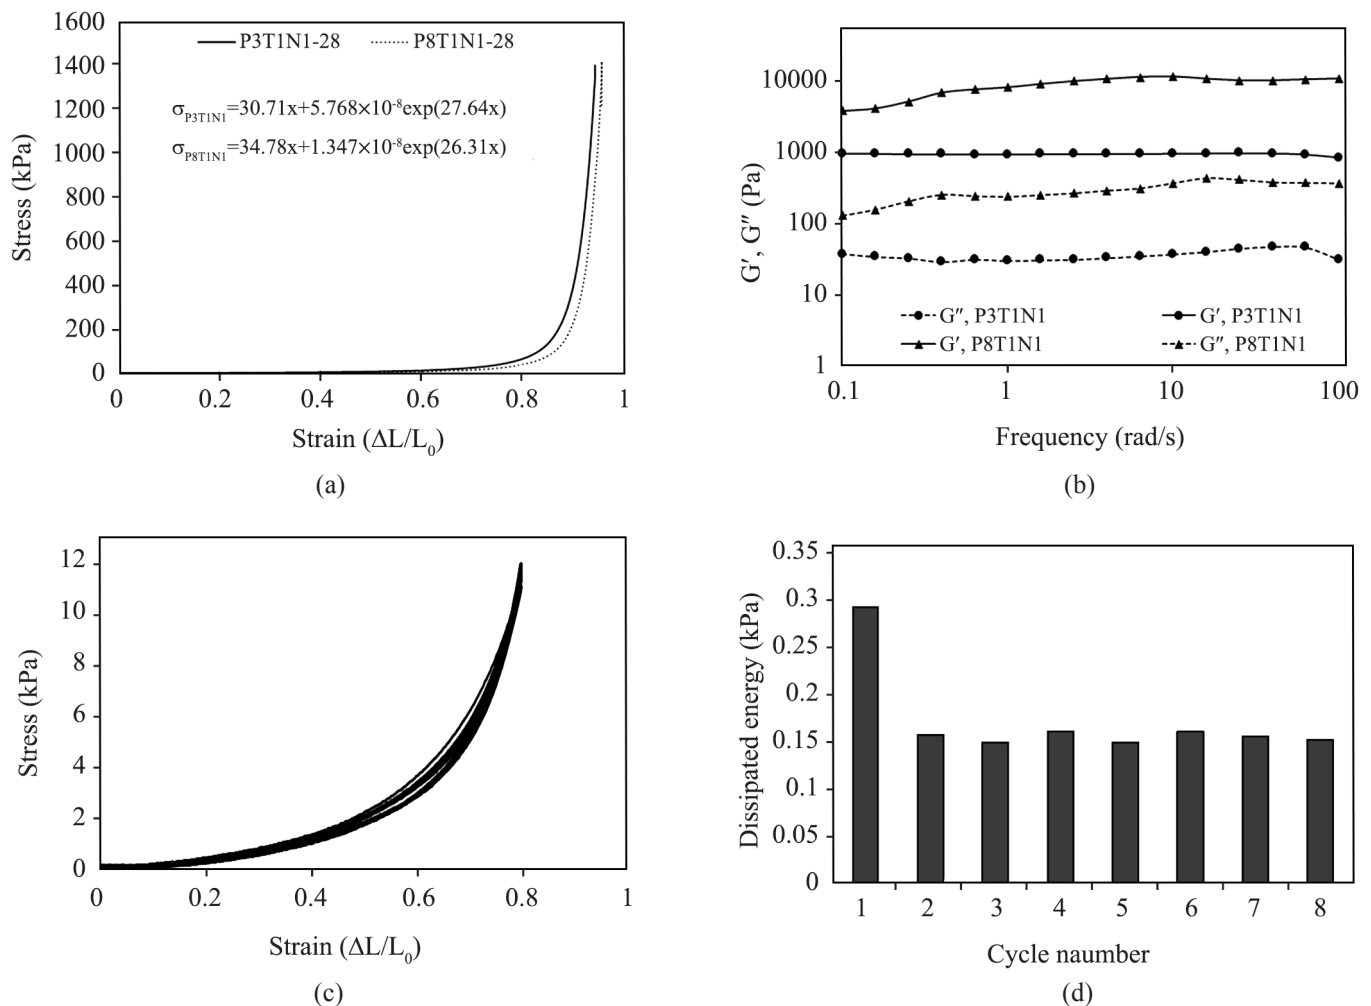 1600
1400
1200
1000
800
600
400
200
0
Stress (kPa)
P3T1N1-28 P8T1N1-28
σP3T1N1=30.71x+5.768×10⁻⁸exp(27.64x)
σP8T1N1=34.78x+1.347×10⁻⁸exp(26.31x)
0 0.2 0.4 0.6 0.8 1
Strain (ΔL/L₀)
(a)
10000
1000
100
10
1
G′, G″ (Pa)
G″, P3T1N1 G′, P3T1N1
G′, P8T1N1 G″, P8T1N1
0.1 1 10 100
Frequency (rad/s)
(b)
12
10
8
6
4
2
0
Stress (kPa)
0 0.2 0.4 0.6 0.8 1
Strain (ΔL/L₀)
(c)
0.35
0.3
0.25
0.2
0.15
0.1
0.05
0
Dissipated energy (kPa)
1 2 3 4 5 6 7 8
Cycle naumber
(d)